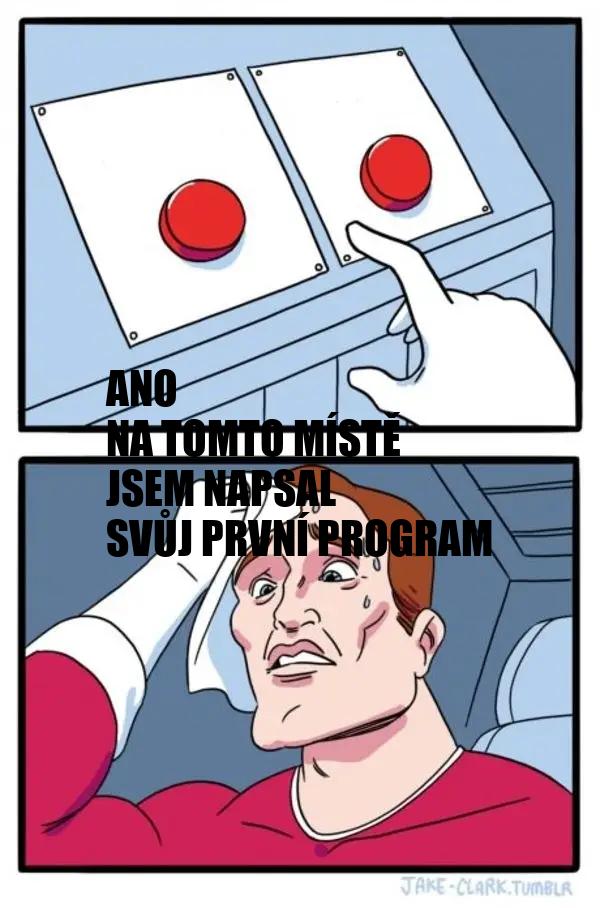 ANO
NA TOMTO MÍSTĚ
JSEM NAPSAL
SVŮJ PRVNÍ PROGRAM
JAKE-CLARK.TUMBLR